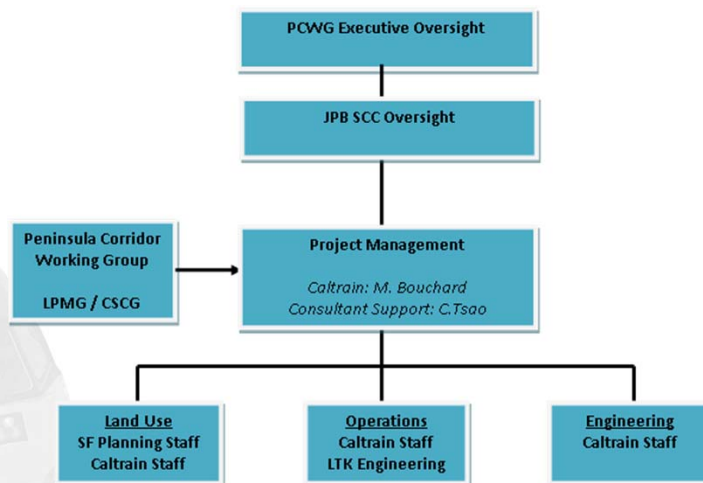 PCWG Executive Oversight
JPB SCC Oversight
Peninsula Corridor
Working Group
LPMG / CSCG
Project Management
Caltrain: M. Bouchard
Consultant Support: C.Tsao
Land Use
SF Planning Staff
Caltrain Staff
Operations
Caltrain Staff
LTK Engineering
Engineering
Caltrain Staff